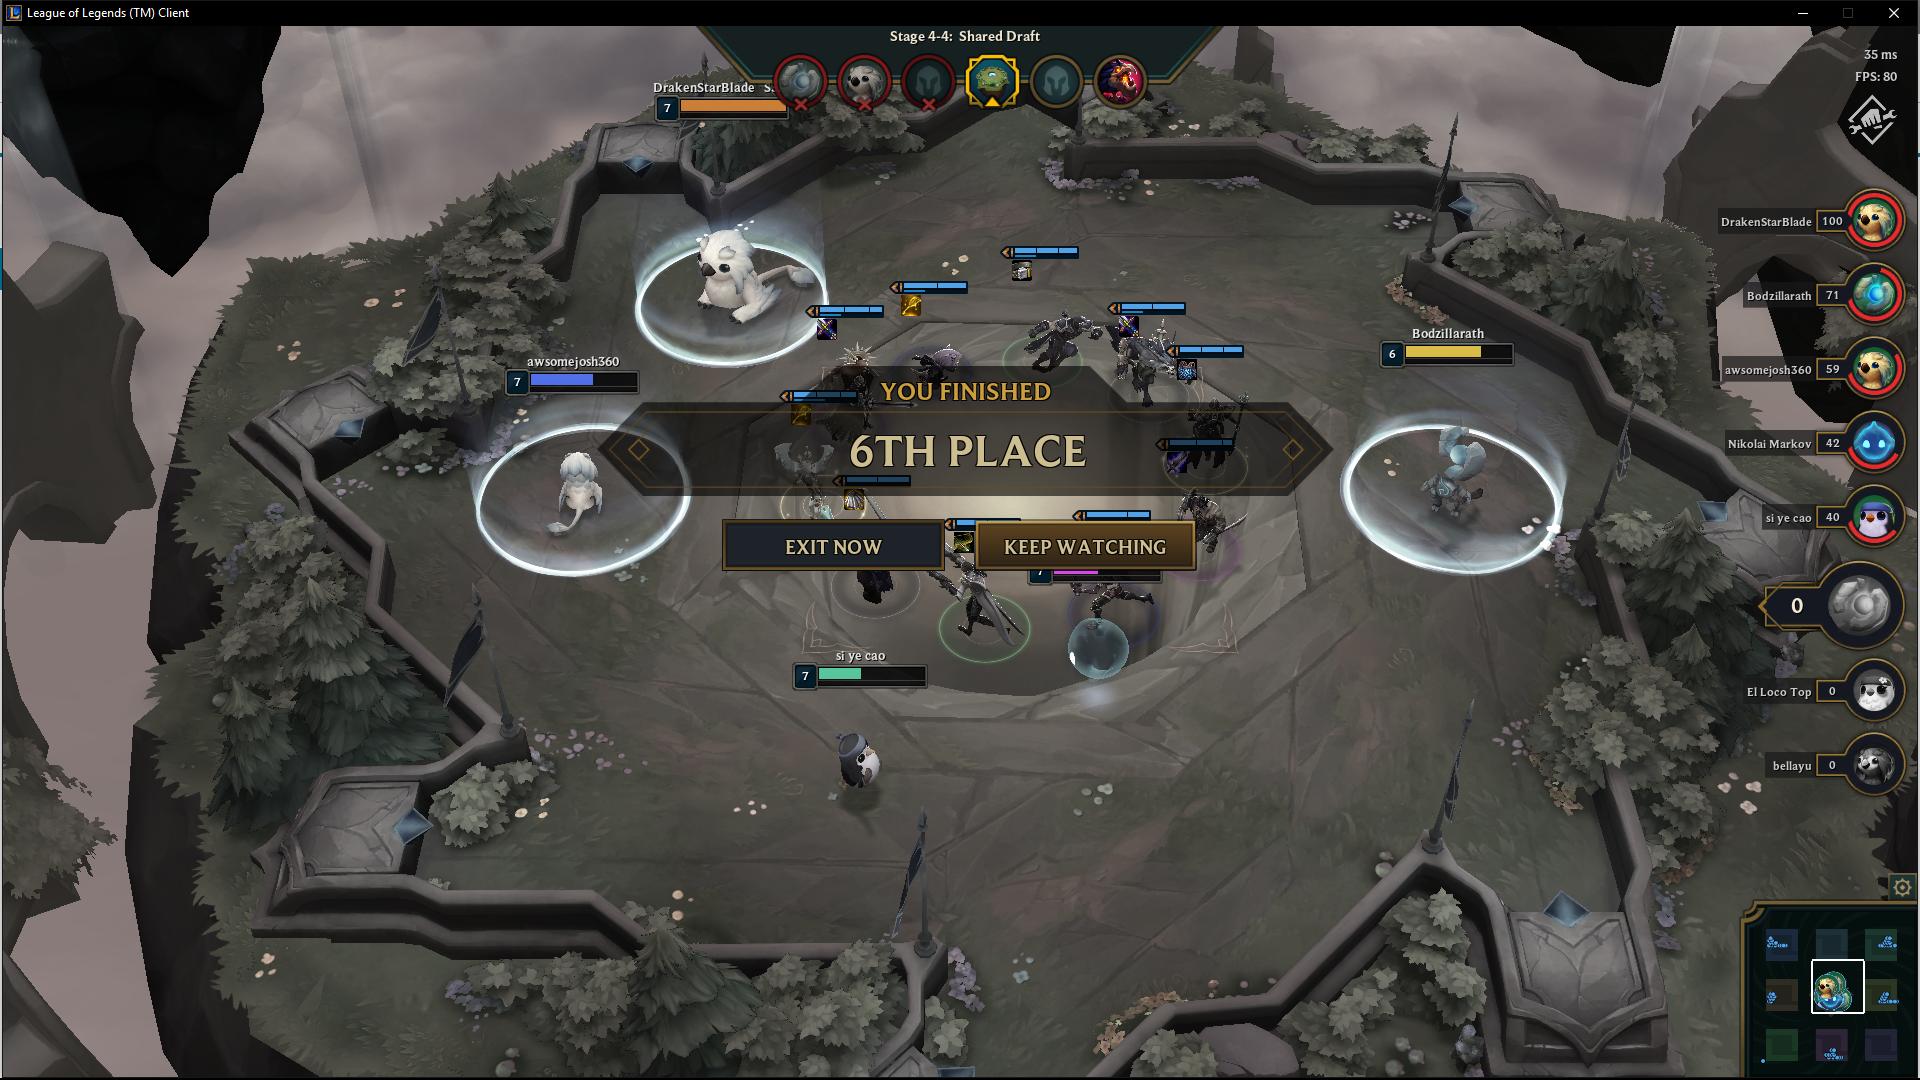 League of Legends (TM) Client
Stage 4-4: Shared Draft
35 ms
FPS: 80
DrakenStarBlade
7
DrakenStarBlade 100
Bodzillarath 71
awsomejosh360
7
Bodzillarath
6
awsomejosh360 59
YOU FINISHED
6TH PLACE
Nikolai Markov 42
si ye cao 40
EXIT NOW
KEEP WATCHING
7
0
si ye cao
7
El Loco Top 0
bellayu 0